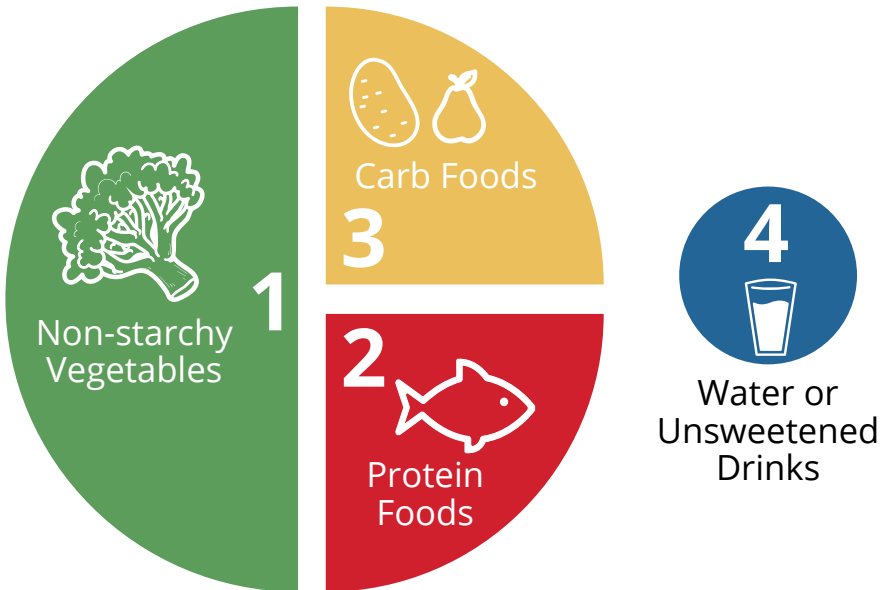 1
Non-starchy
Vegetables
2
Protein
Foods
Carb Foods
3
4
Water or
Unsweetened
Drinks